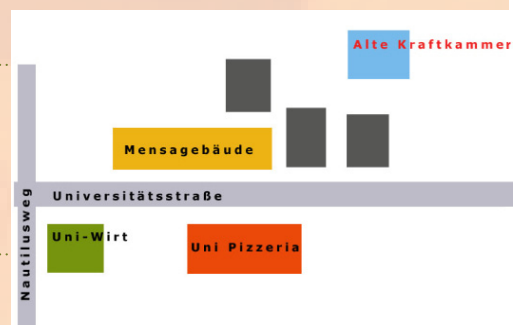 Alte Kraftkammer
Mensagebäude
Universitätsstraße
Nautilusweg
Uni-Wirt
Uni Pizzeria